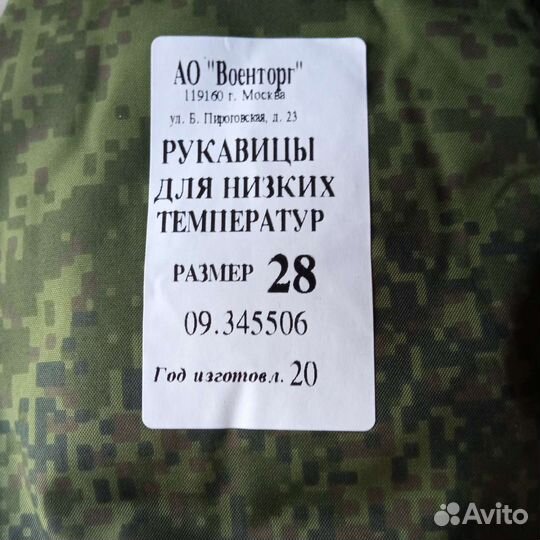 АО "Военторг"
119160 г. Москва
ул. Б. Пироговская, д. 23
РУКАВИЦЫ
ДЛЯ НИЗКИХ
ТЕМПЕРАТУР
РАЗМЕР 28
09.345506
Год изготовл. 20
Avito